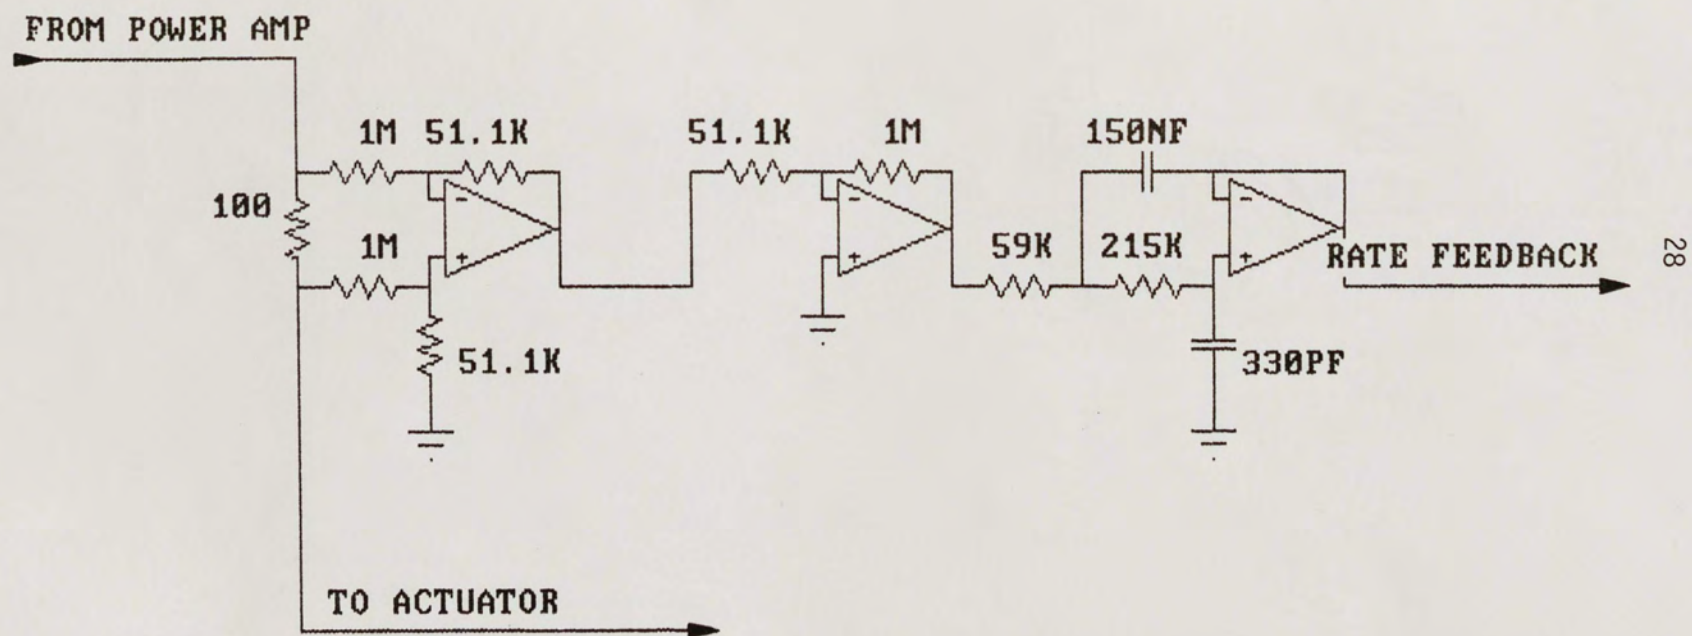 FROM POWER AMP
1M 51.1K
51.1K 1M
150NF
100
1M
-
+
-
+
-
+
59K 215K
RATE FEEDBACK
51.1K
330PF
TO ACTUATOR
28